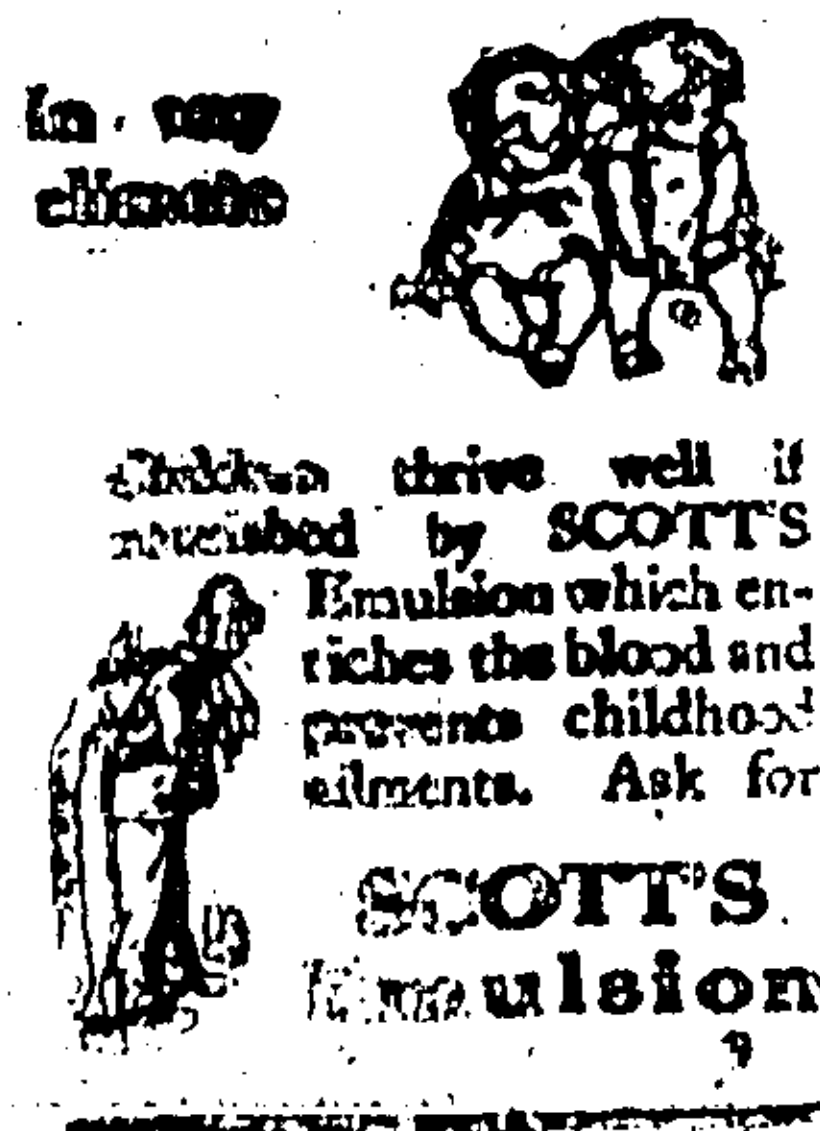 In any
climate
Children thrive well if
nourished by SCOTT'S
Emulsion which en-
riches the blood and
prevents childhood
ailments. Ask for
SCOTT'S
Emulsion
9